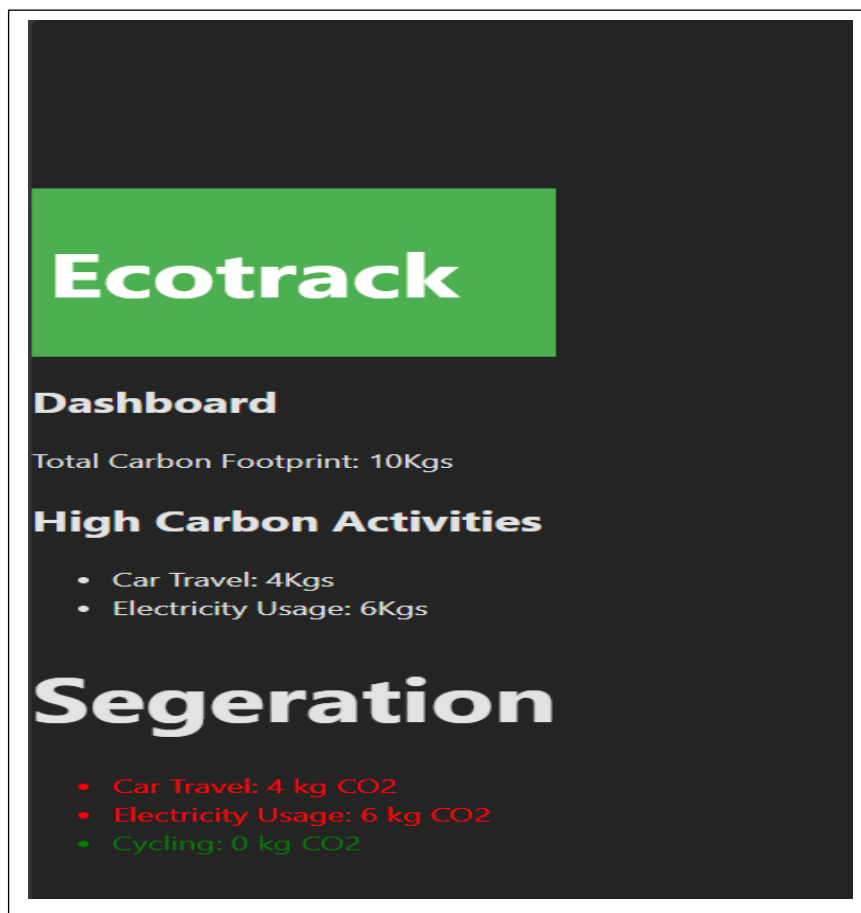 Ecotrack
Dashboard
Total Carbon Footprint: 10Kgs
High Carbon Activities
• Car Travel: 4Kgs
• Electricity Usage: 6Kgs
Segeration
• Car Travel: 4 kg CO2
• Electricity Usage: 6 kg CO2
• Cycling: 0 kg CO2